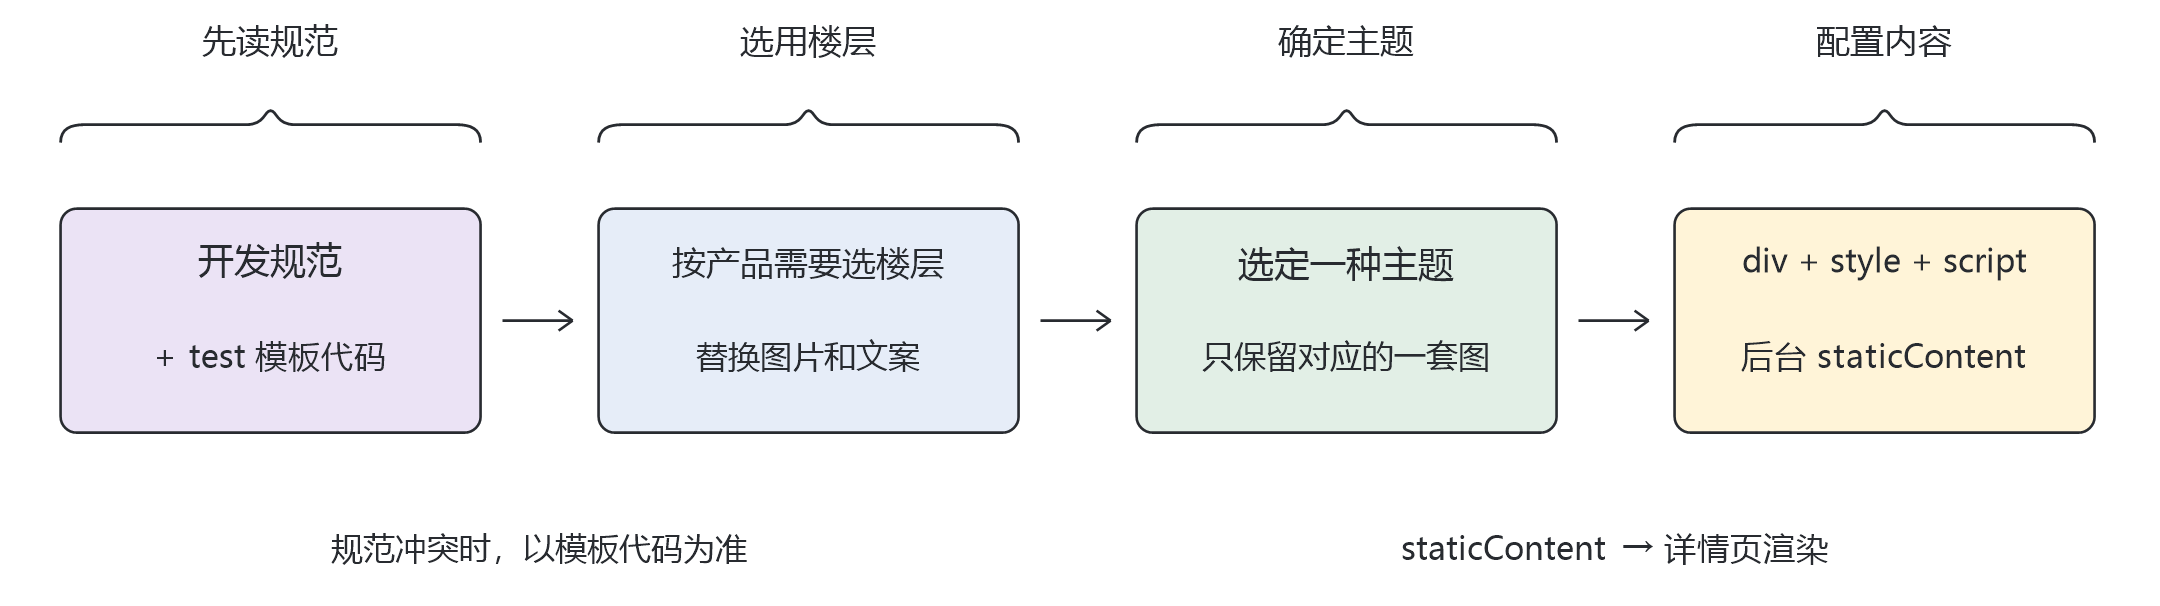 先读规范
选用楼层
确定主题
配置内容
开发规范
+ test 模板代码
按产品需要选楼层
替换图片和文案
选定一种主题
只保留对应的一套图
div + style + script
后台 staticContent
规范冲突时，以模板代码为准
staticContent → 详情页渲染